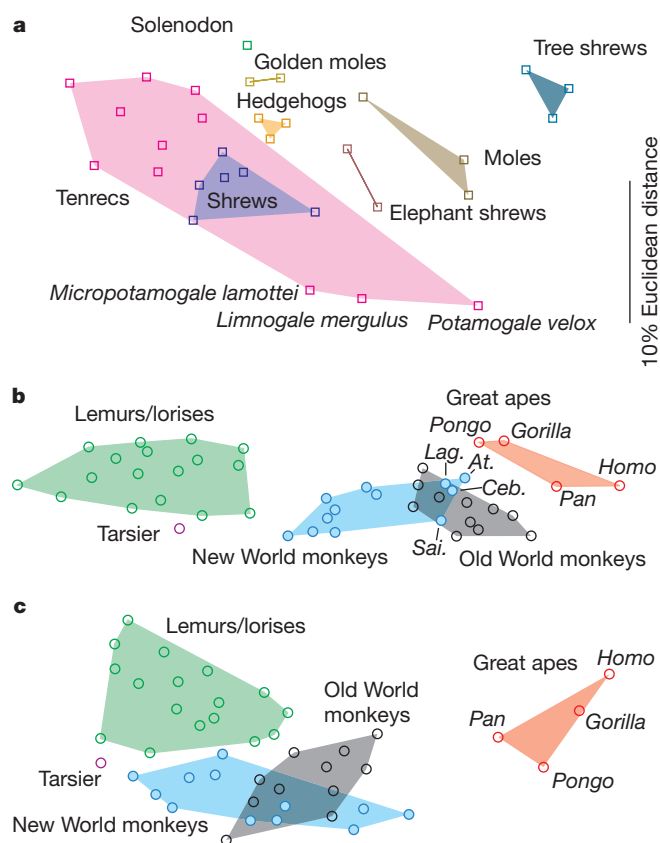 a
Solenodon
Golden moles
Tree shrews
Hedgehogs
Moles
Tenrecs
Shrews
Elephant shrews
Micropotamogale lamottei
Limnogale mergulus
Potamogale velox
10% Euclidean distance
b
Lemurs/lorises
Great apes
Pongo
Gorilla
Lag.
At.
Homo
Ceb.
Pan
Tarsier
New World monkeys
Sai.
Old World monkeys
c
Lemurs/lorises
Great apes
Homo
Old World
monkeys
Pan
Gorilla
Tarsier
Pongo
New World monkeys